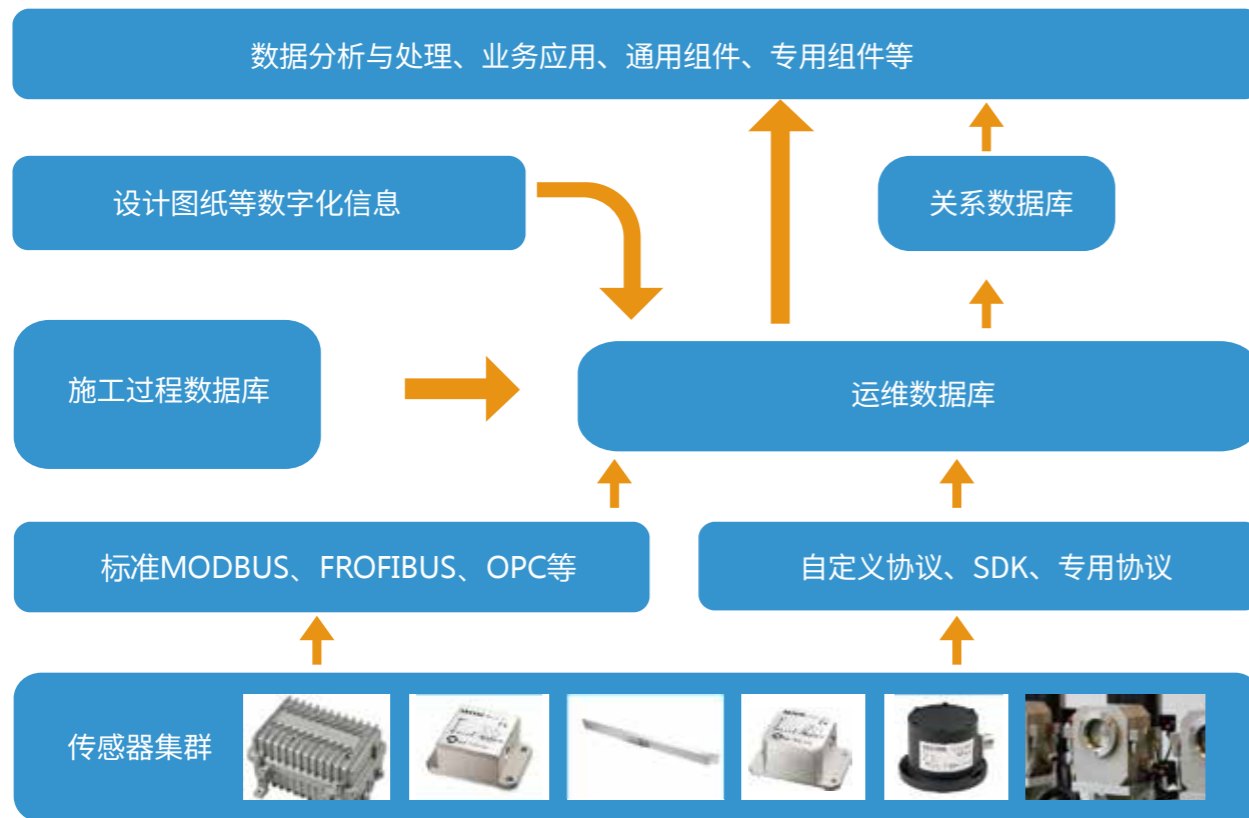 数据分析与处理、业务应用、通用组件、专用组件等
设计图纸等数字化信息
关系数据库
施工过程数据库
运维数据库
标准MODBUS、FROFIBUS、OPC等
自定义协议、SDK、专用协议
传感器集群